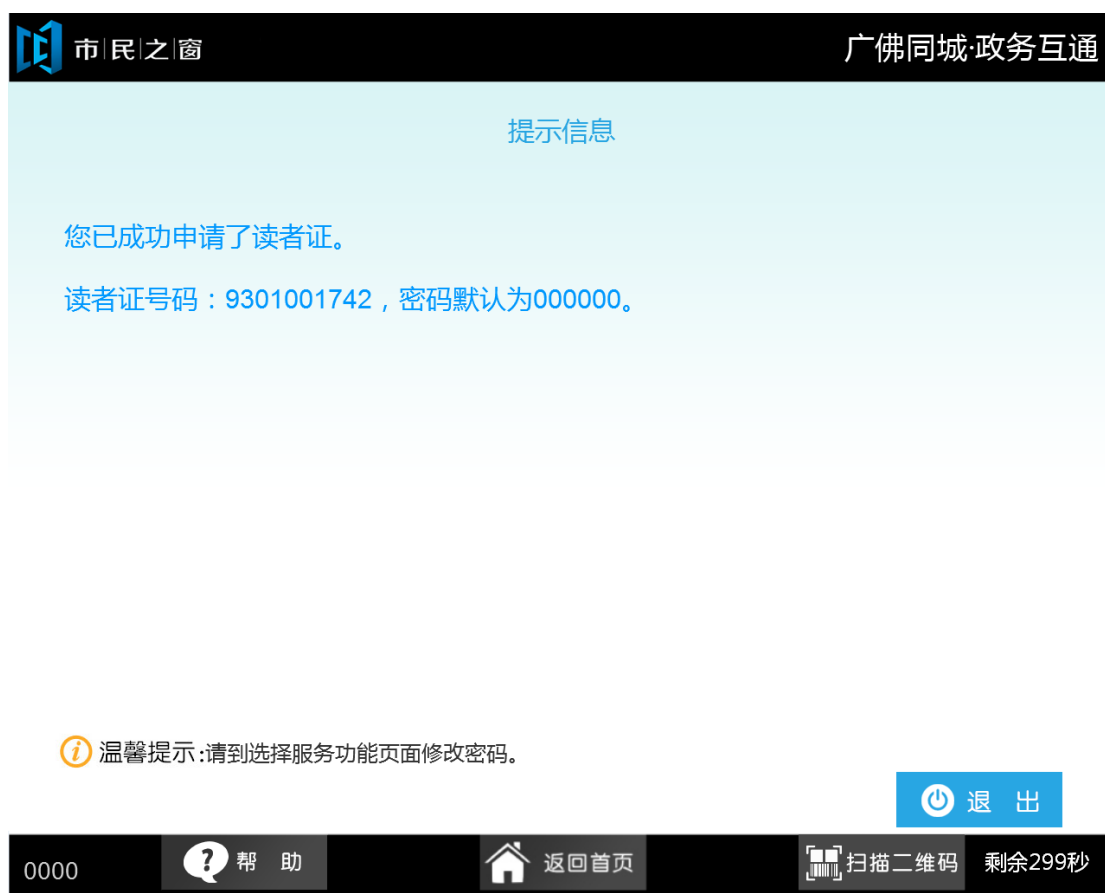 市民之窗
广佛同城·政务互通
提示信息
您已成功申请了读者证。
读者证号码：9301001742，密码默认为000000。
温馨提示:请到选择服务功能页面修改密码。
退 出
0000 帮 助 返回首页 扫描二维码 剩余299秒